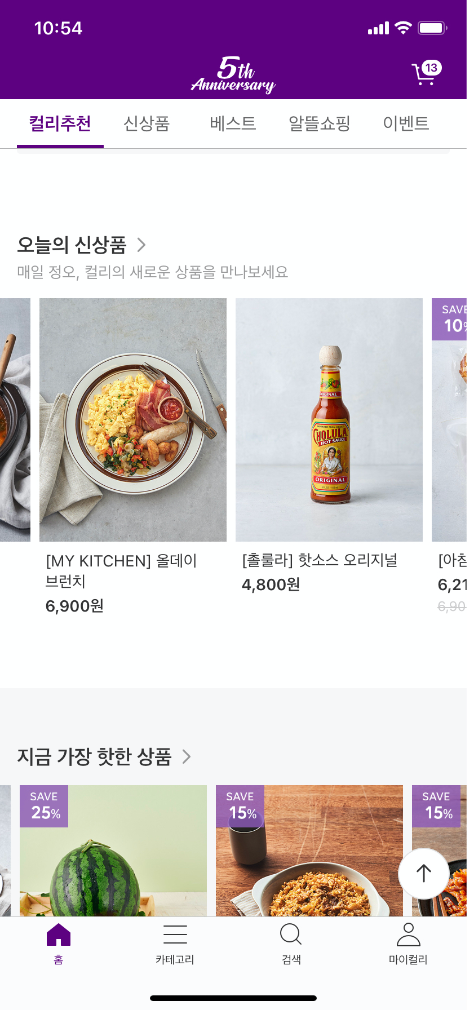 10:54
5th
Anniversary
13
컬리추천 신상품 베스트 알뜰쇼핑 이벤트
오늘의 신상품
매일 정오, 컬리의 새로운 상품을 만나보세요
SAVE
10%
CHOLULA
HOT SAUCE
ORIGINAL
[MY KITCHEN] 올데이
브런치
6,900원
[촐룰라] 핫소스 오리지널
4,800원
[아침
6,21
6,90
지금 가장 핫한 상품
SAVE
25%
SAVE
15%
SAVE
15%
홈 카테고리 검색 마이컬리